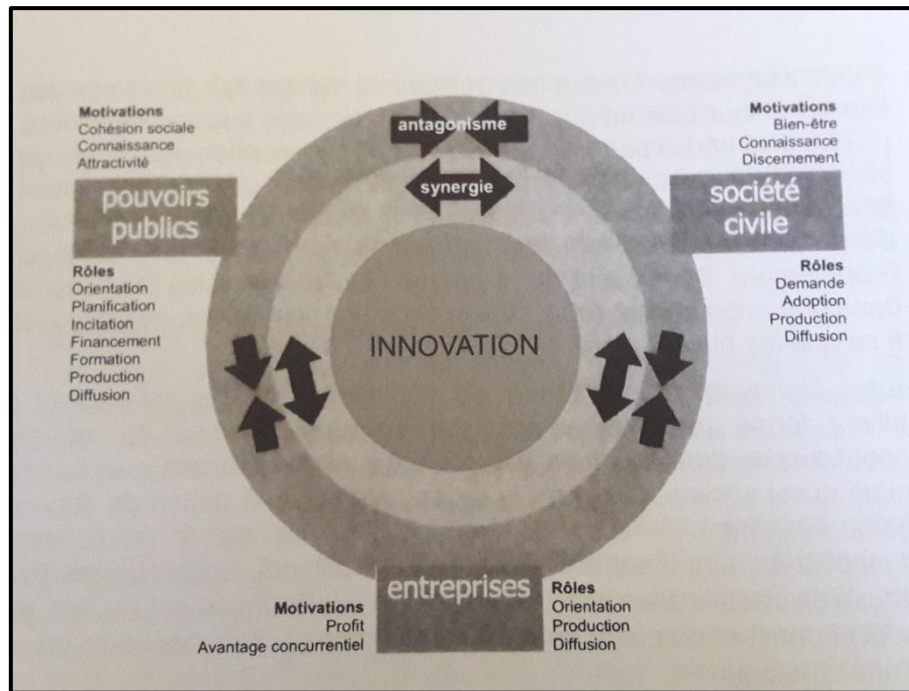 Motivations
Cohésion sociale
Connaissance
Attractivité
pouvoirs
publics
Rôles
Orientation
Planification
Incitation
Financement
Formation
Production
Diffusion
antagonisme
synergie
INNOVATION
Motivations
Bien-être
Connaissance
Discernement
société
civile
Rôles
Demande
Adoption
Production
Diffusion
entreprises
Motivations
Profit
Avantage concurrentiel
Rôles
Orientation
Production
Diffusion